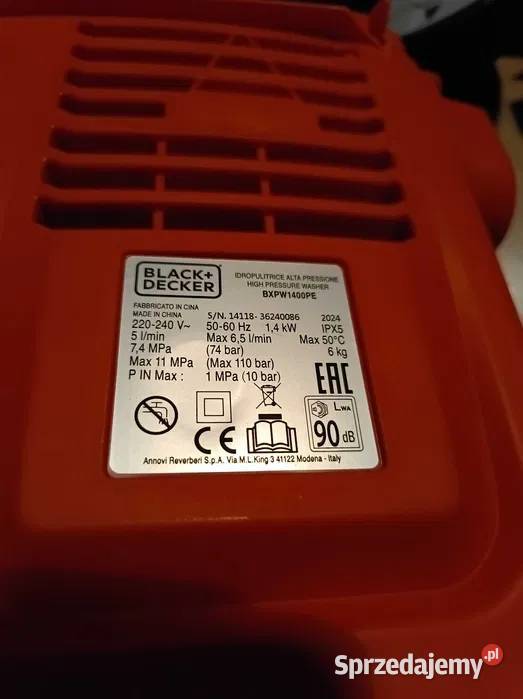 BLACK+
DECKER
IDROPULITRICE ALTA PRESSIONE
HIGH PRESSURE WASHER
BXPW1400PE
FABBRICATO IN CINA
MADE IN CHINA
S/N. 14118- 36240086 2024
220-240 V~ 50-60 Hz 1,4 kW IPX5
5 l/min Max 6,5 l/min Max 50°C
7,4 MPa (74 bar) 6 kg
Max 11 MPa (Max 110 bar)
P IN Max : 1 MPa (10 bar)
EAC
CE
LWA
90 dB
Annovi Reverberi S.p.A. Via M.L.King 3 41122 Modena - Italy
Sprzedajemy.pl